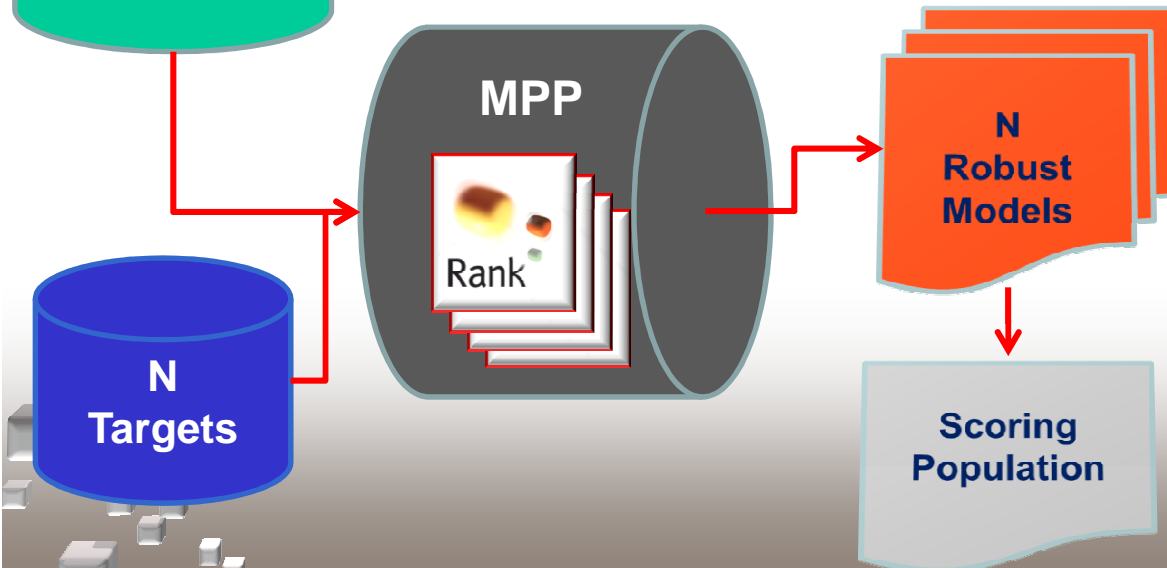 MPP
Rank
N
Targets
N
Robust
Models
Scoring
Population